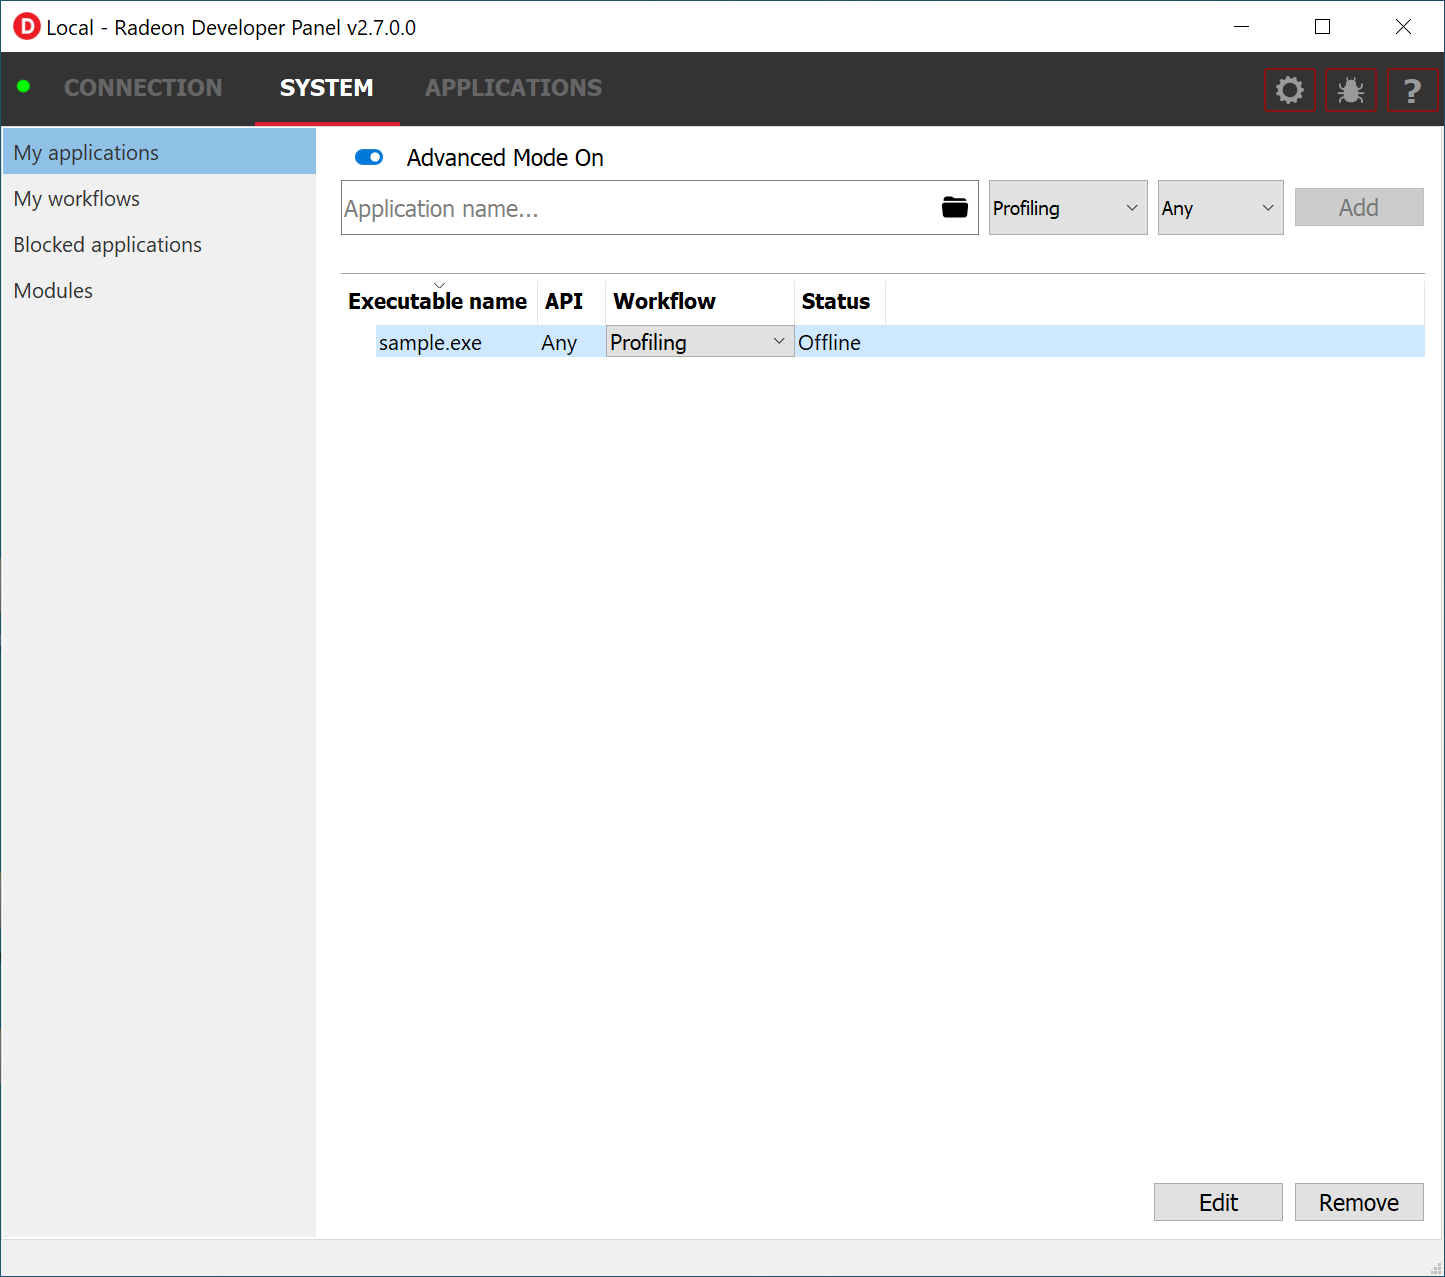 D Local - Radeon Developer Panel v2.7.0.0
CONNECTION SYSTEM APPLICATIONS ?
My applications
My workflows
Blocked applications
Modules
Advanced Mode On
Application name... Profiling Any Add
Executable name API Workflow Status
sample.exe Any Profiling Offline
Edit Remove